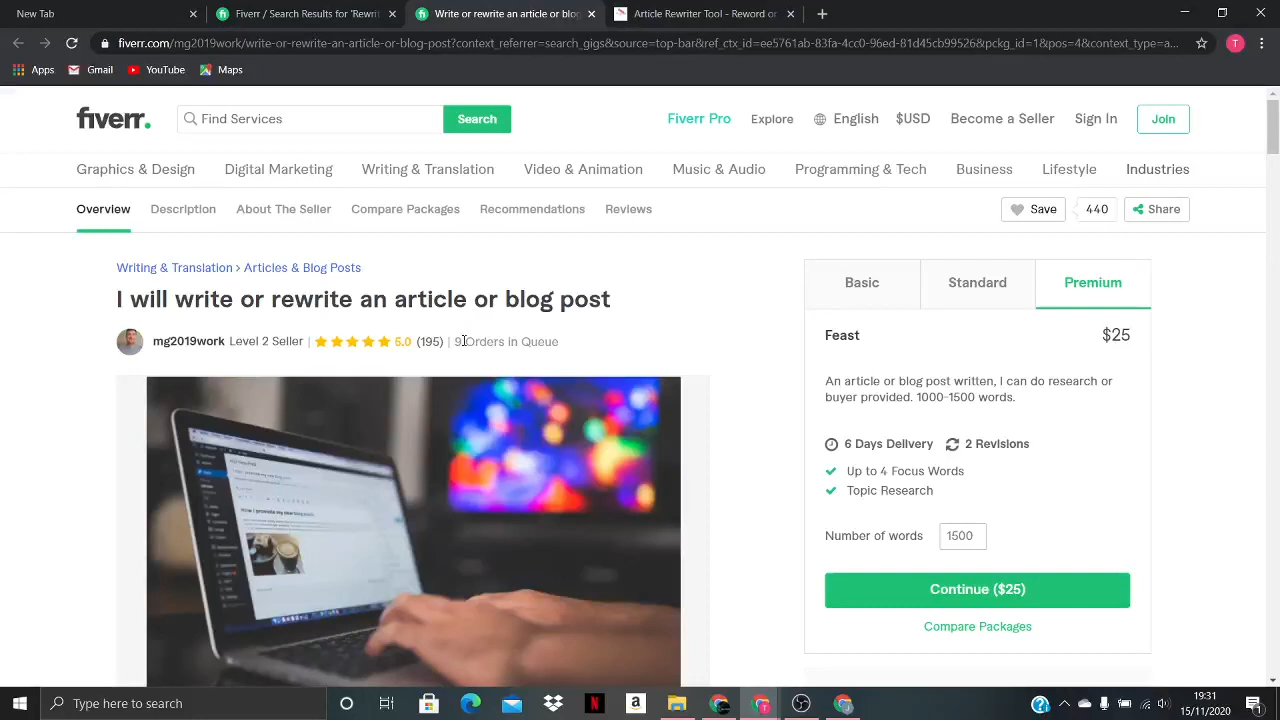 New Tab
Fiverr Search Results for 'Writin
Write or rewrite an article or blog
Article Rewriter Tool - Reword or
fiverr.com/mg2019work/write-or-rewrite-an-article-or-blog-post?context_referrer=search_gigs&source=top-bar&ref_ctx_id=ee5761ab-83fa-4cc0-96ed-81d45cb99526&pckg_id=1&pos=4&context_type=a...
T
Apps
Gmail
YouTube
Maps
fiverr.
Find Services
Search
Fiverr Pro
Explore
English
$USD
Become a Seller
Sign In
Join
Graphics & Design
Digital Marketing
Writing & Translation
Video & Animation
Music & Audio
Programming & Tech
Business
Lifestyle
Industries
Overview
Description
About The Seller
Compare Packages
Recommendations
Reviews
Save
440
Share
Writing & Translation > Articles & Blog Posts
I will write or rewrite an article or blog post
mg2019work Level 2 Seller | 5.0 (195) | 9 Orders in Queue
Basic
Standard
Premium
Feast
$25
An article or blog post written, I can do research or
buyer provided. 1000-1500 words.
6 Days Delivery
2 Revisions
Up to 4 Focus Words
Topic Research
Number of words
1500
Continue ($25)
Compare Packages
Type here to search
19:31
15/11/2020